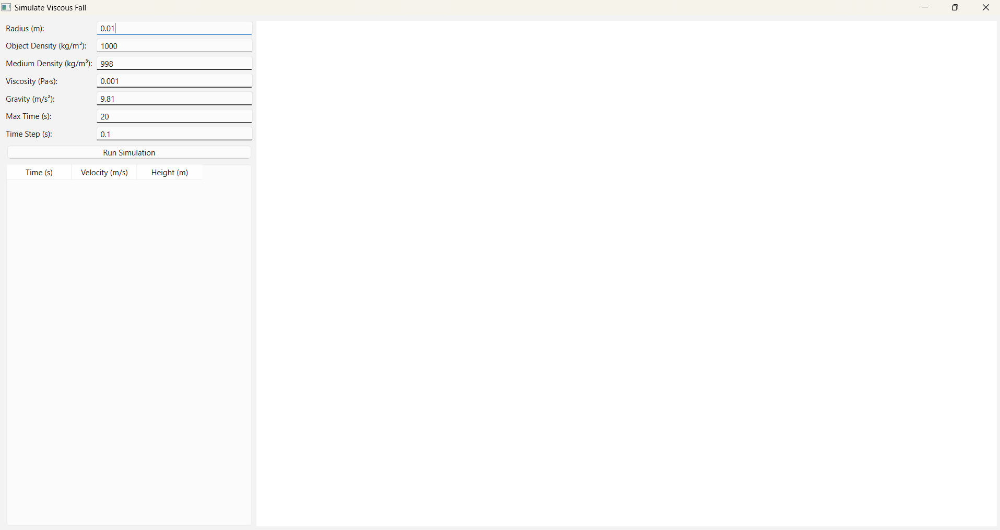 Simulate Viscous Fall
Radius (m): 0.01
Object Density (kg/m³): 1000
Medium Density (kg/m³): 998
Viscosity (Pa·s): 0.001
Gravity (m/s²): 9.81
Max Time (s): 20
Time Step (s): 0.1
Run Simulation
Time (s) Velocity (m/s) Height (m)